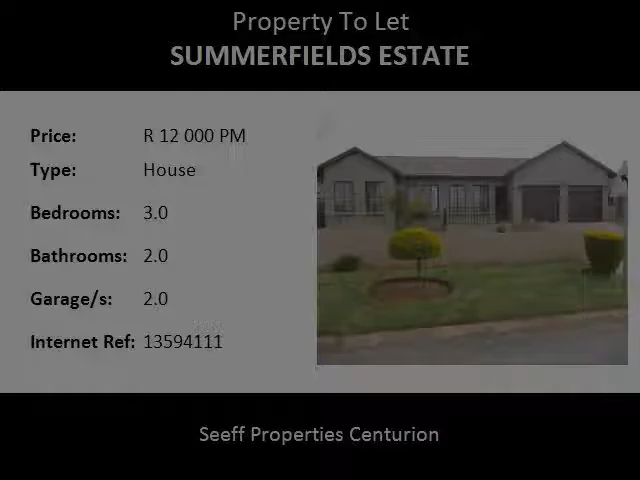 Property To Let
SUMMERFIELDS ESTATE
Price: R 12 000 PM
Type: House
Bedrooms: 3.0
Bathrooms: 2.0
Garage/s: 2.0
Internet Ref: 13594111
Seeff Properties Centurion